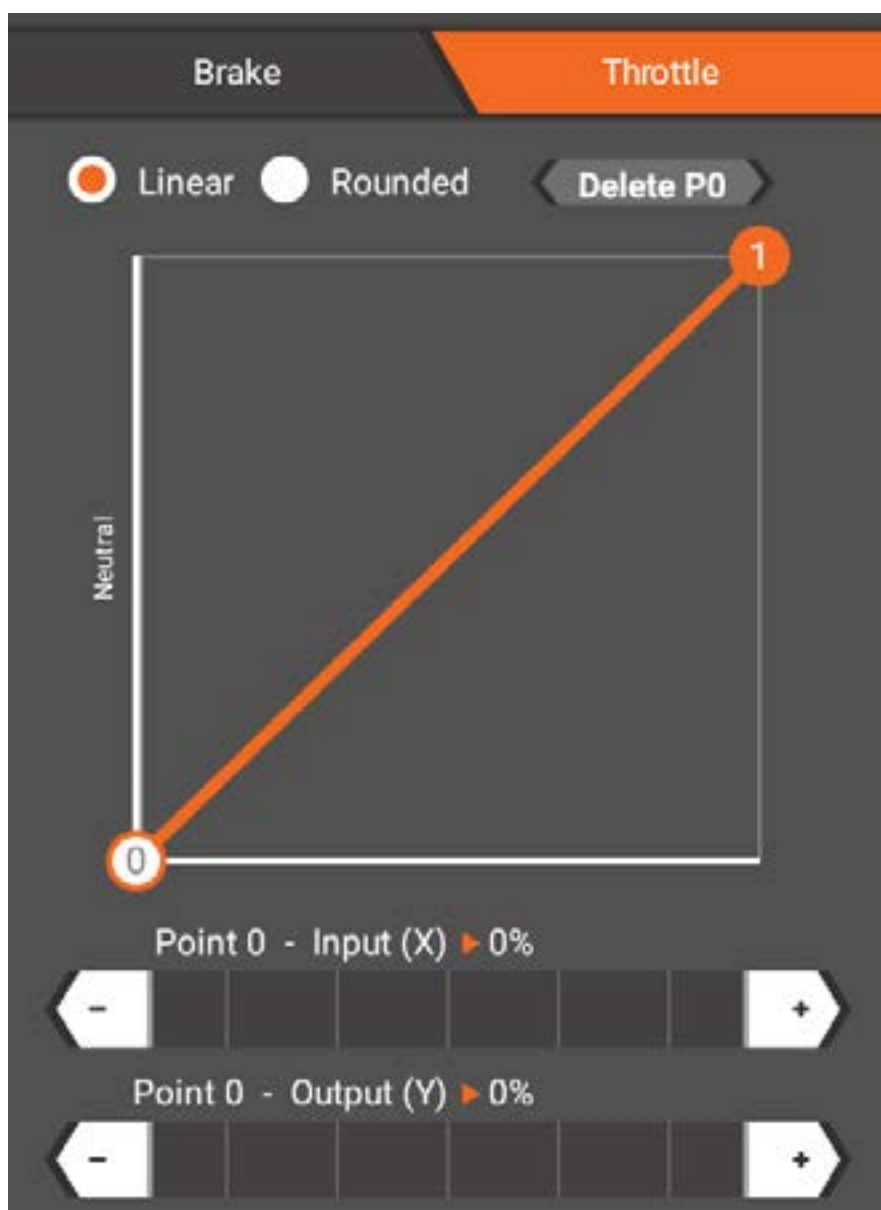 Brake Throttle
Linear Rounded Delete P0
1
Neutral
0
Point 0 - Input (X) ▶ 0%
- +
Point 0 - Output (Y) ▶ 0%
- +